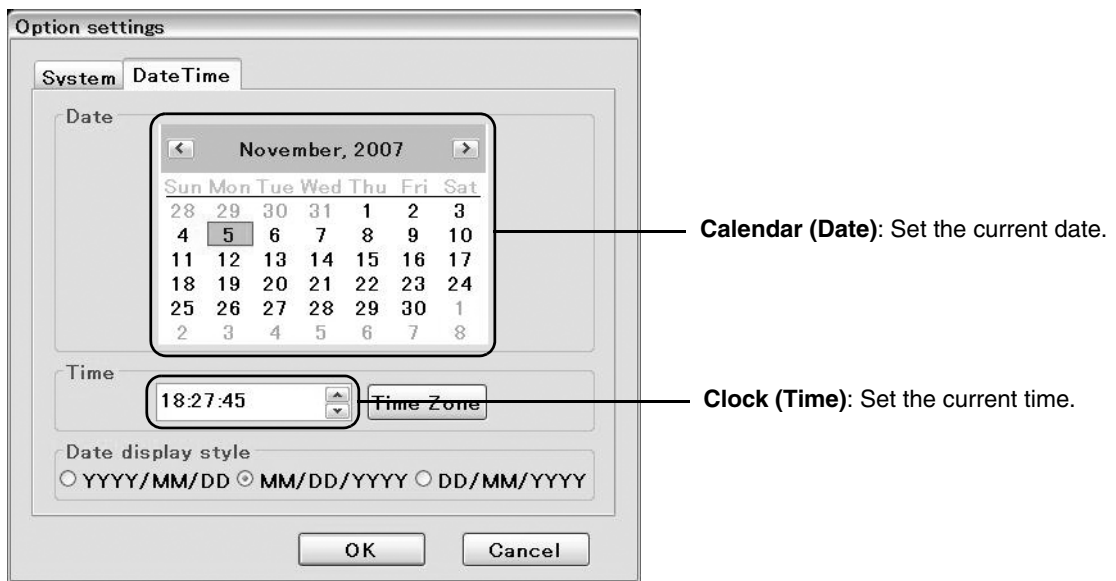 Option settings
System DateTime
Date
November, 2007
Sun Mon Tue Wed Thu Fri Sat
28 29 30 31 1 2 3
4 5 6 7 8 9 10
11 12 13 14 15 16 17
18 19 20 21 22 23 24
25 26 27 28 29 30 1
2 3 4 5 6 7 8
Calendar (Date): Set the current date.
Time
18:27:45 Time Zone
Clock (Time): Set the current time.
Date display style
YYYY/MM/DD MM/DD/YYYY DD/MM/YYYY
OK Cancel